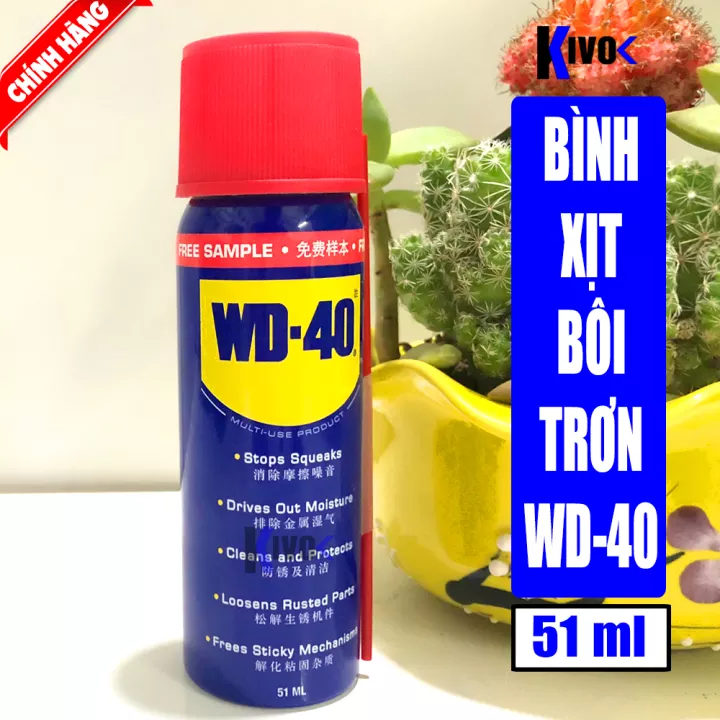 CHÍNH HÃNG
KIVO
BÌNH
XỊT
BÔI
TRƠN
WD-40
51 ml
FREE SAMPLE • 免费样本 •
WD-40
MULTI-USE PRODUCT
• Stops Squeaks
消除摩擦噪音
• Drives Out Moisture
排除金属湿气
KIVO
• Cleans and Protects
防锈及清洁
• Loosens Rusted Parts
松解生锈机件
• Frees Sticky Mechanisms
解化粘固杂质
51 ML